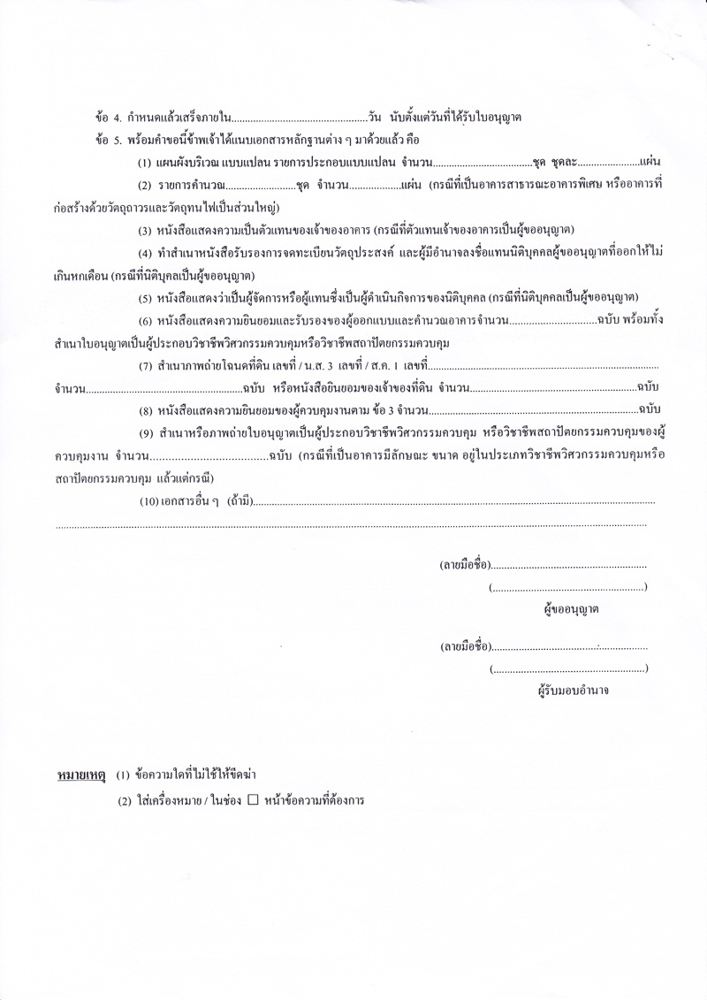 ข้อ 4. กำหนดแล้วเสร็จภายใน....................................................วัน นับตั้งแต่วันที่ได้รับใบอนุญาต
ข้อ 5. พร้อมคำขอนี้ข้าพเจ้าได้แนบเอกสารหลักฐานต่าง ๆ มาด้วยแล้ว คือ
(1) แผนผังบริเวณ แบบแปลน รายการประกอบแบบแปลน จำนวน......................................ชุด ชุดละ........................แผ่น
(2) รายการคำนวณ...........................ชุด จำนวน....................แผ่น (กรณีที่เป็นอาคารสาธารณะอาคารพิเศษ หรืออาคารที่
ก่อสร้างด้วยวัตถุถาวรและวัตถุทนไฟเป็นส่วนใหญ่)
(3) หนังสือแสดงความเป็นตัวแทนของเจ้าของอาคาร (กรณีที่ตัวแทนเจ้าของอาคารเป็นผู้ขออนุญาต)
(4) ทำสำเนาหนังสือรับรองการจดทะเบียนวัตถุประสงค์ และผู้มีอำนาจลงชื่อแทนนิติบุคคลผู้ขออนุญาตที่ออกให้ไม่
เกินหกเดือน (กรณีที่นิติบุคลเป็นผู้ขออนุญาต)
(5) หนังสือแสดงว่าเป็นผู้จัดการหรือผู้แทนซึ่งเป็นผู้ดำเนินกิจการของนิติบุคคล (กรณีที่นิติบุคคลเป็นผู้ขออนุญาต)
(6) หนังสือแสดงความยินยอมและรับรองของผู้ออกแบบและคำนวณอาคารจำนวน..............................ฉบับ พร้อมทั้ง
สำเนาใบอนุญาตเป็นผู้ประกอบวิชาชีพวิศวกรรมควบคุมหรือวิชาชีพสถาปัตยกรรมควบคุม
(7) สำเนาภาพถ่ายโฉนดที่ดิน เลขที่ / น.ส. 3 เลขที่ / ส.ค. 1 เลขที่........................................................................................
จำนวน............................................................ฉบับ หรือหนังสือยินยอมของเจ้าของที่ดิน จำนวน................................................................ฉบับ
(8) หนังสือแสดงความยินยอมของผู้ควบคุมงานตาม ข้อ 3 จำนวน................................................................................ฉบับ
(9) สำเนาหรือภาพถ่ายใบอนุญาตเป็นผู้ประกอบวิชาชีพวิศวกรรมควบคุม หรือวิชาชีพสถาปัตยกรรมควบคุมของผู้
ควบคุมงาน จำนวน....................................ฉบับ (กรณีที่เป็นอาคารมีลักษณะ ขนาด อยู่ในประเภทวิชาชีพวิศวกรรมควบคุมหรือ
สถาปัตยกรรมควบคุม แล้วแต่กรณี)
(10) เอกสารอื่น ๆ (ถ้ามี)........................................................................................................................................................
................................................................................................................................................................................................................................
(ลายมือชื่อ)............................................................
(..........................................................)
ผู้ขออนุญาต
(ลายมือชื่อ)............................................................
(..........................................................)
ผู้รับมอบอำนาจ
หมายเหตุ (1) ข้อความใดที่ไม่ใช้ให้ขีดฆ่า
(2) ใส่เครื่องหมาย / ในช่อง ☐ หน้าข้อความที่ต้องการ